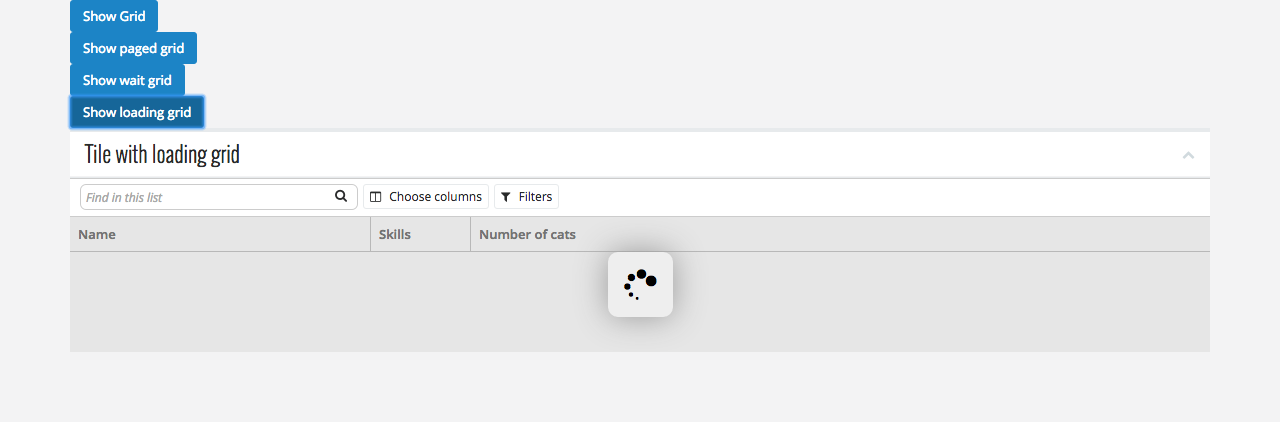 Show Grid
Show paged grid
Show wait grid
Show loading grid
Tile with loading grid
Find in this list Choose columns Filters
Name Skills Number of cats